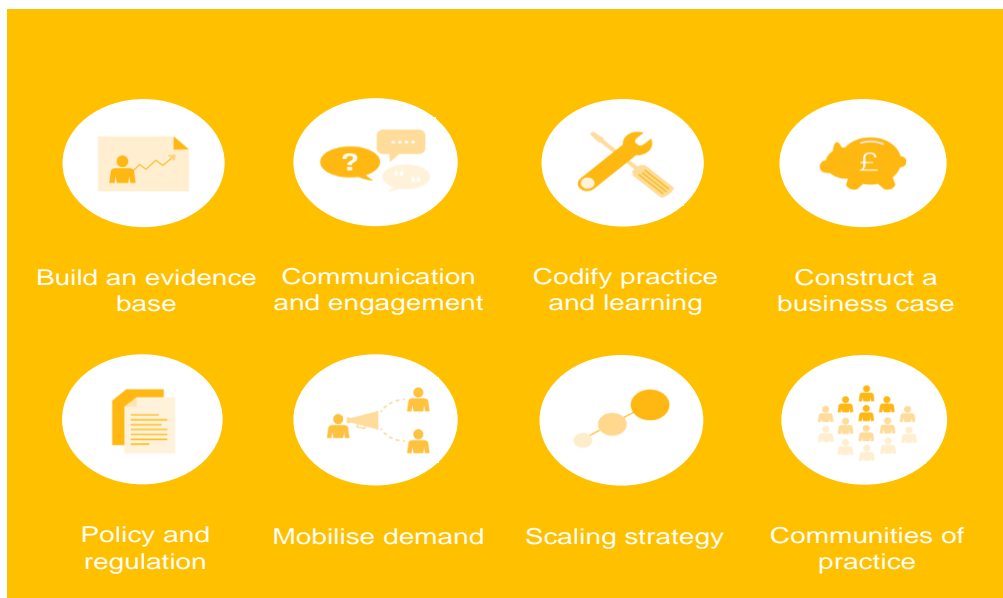 ?
£
Build an evidence
base
Communication
and engagement
Codify practice
and learning
Construct a
business case
Policy and
regulation
Mobilise demand
Scaling strategy
Communities of
practice